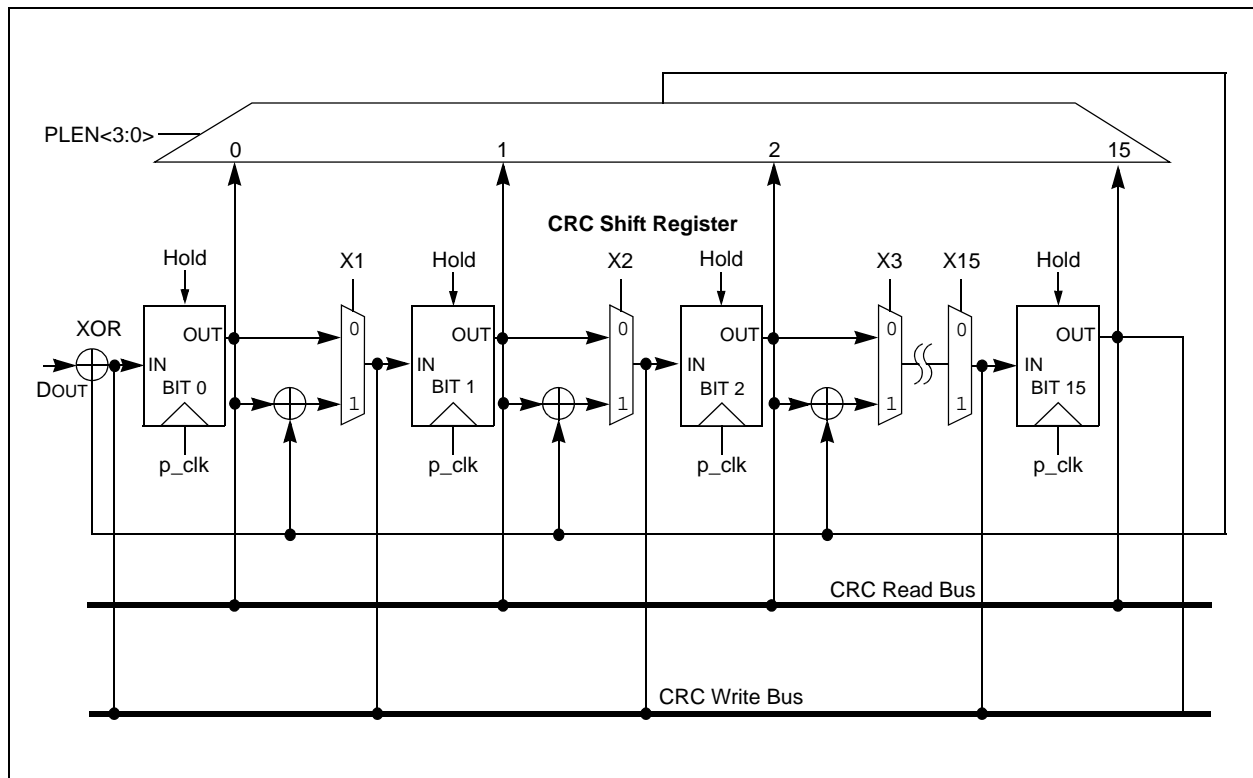 PLEN<3:0>
0 1 2 15
CRC Shift Register
Hold X1 Hold X2 Hold X3 X15 Hold
XOR
OUT 0 OUT 0 OUT 0 0 OUT
IN IN IN IN
DOUT
BIT 0 1 BIT 1 1 BIT 2 1 1 BIT 15
p_clk p_clk p_clk p_clk
CRC Read Bus
CRC Write Bus